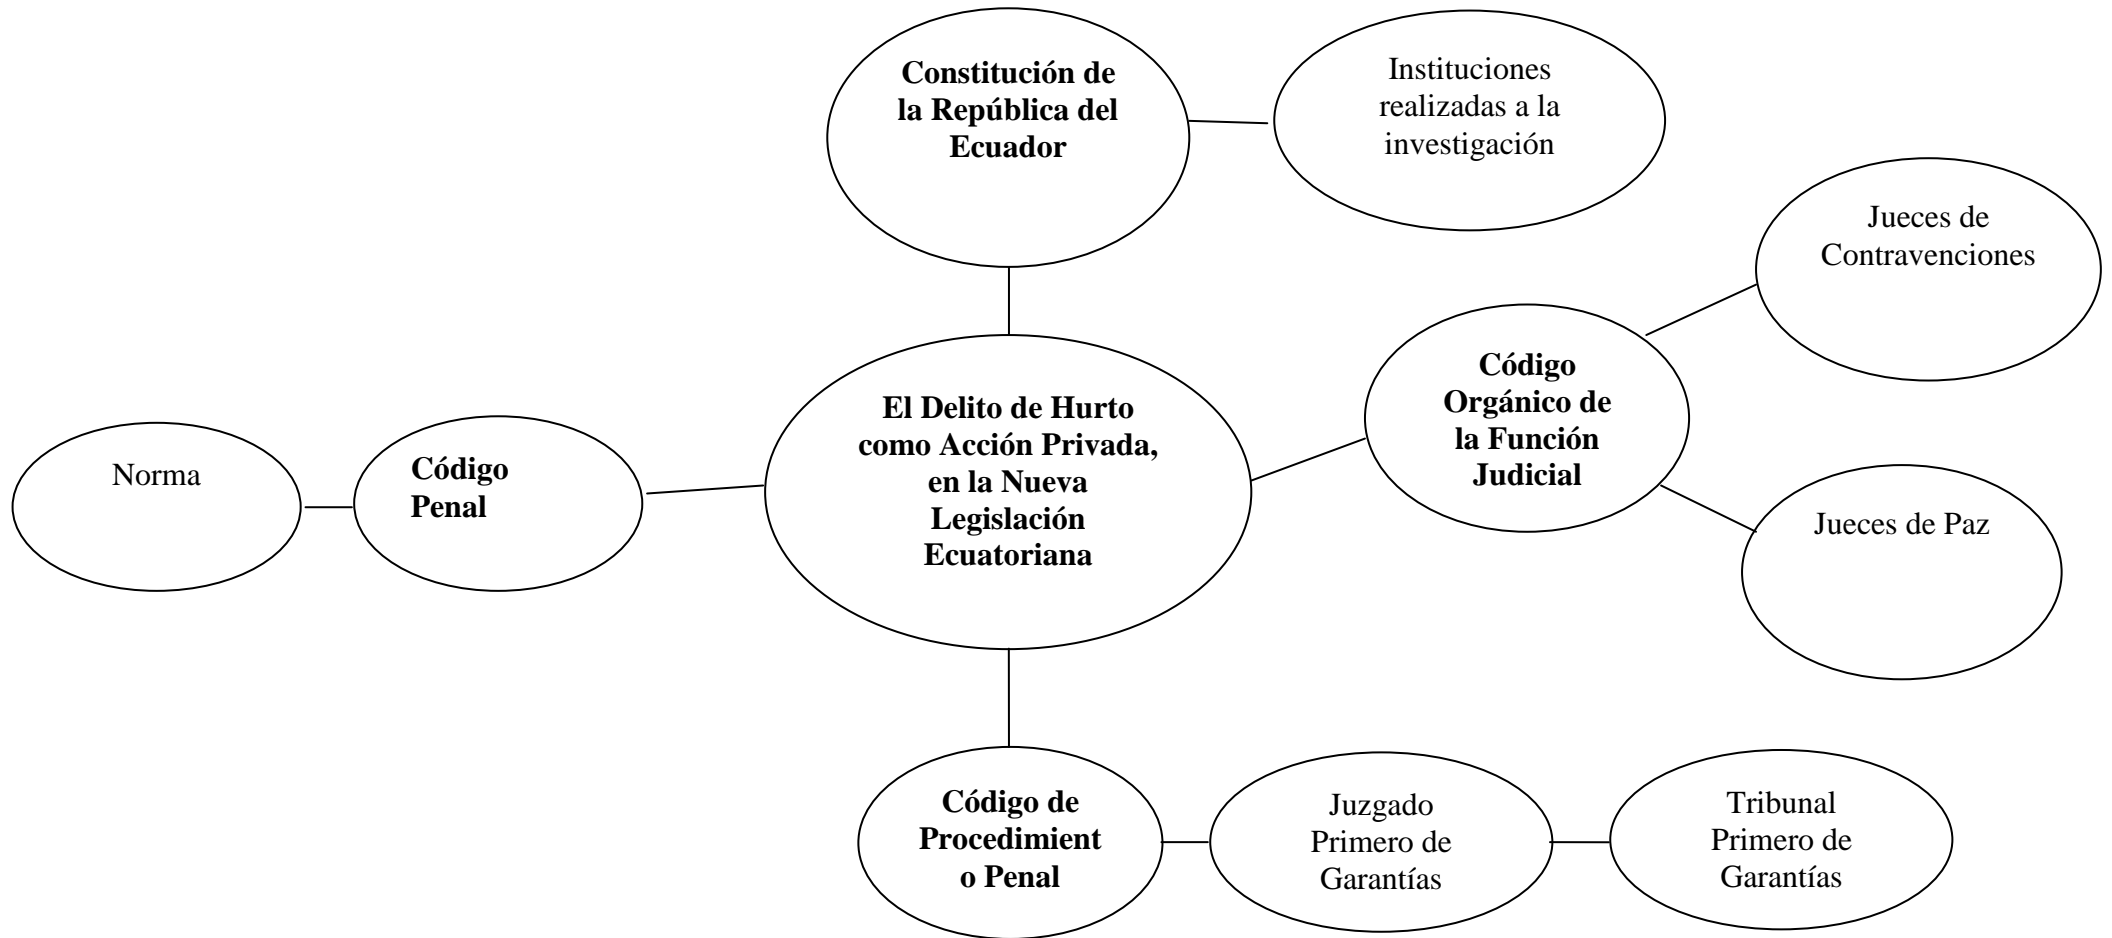 Constitución de
la República del
Ecuador
Instituciones
realizadas a la
investigación
Jueces de
Contravenciones
Código
Orgánico de
la Función
Judicial
El Delito de Hurto
como Acción Privada,
en la Nueva
Legislación
Ecuatoriana
Norma
Código
Penal
Jueces de Paz
Código de
Procedimient
o Penal
Juzgado
Primero de
Garantías
Tribunal
Primero de
Garantías